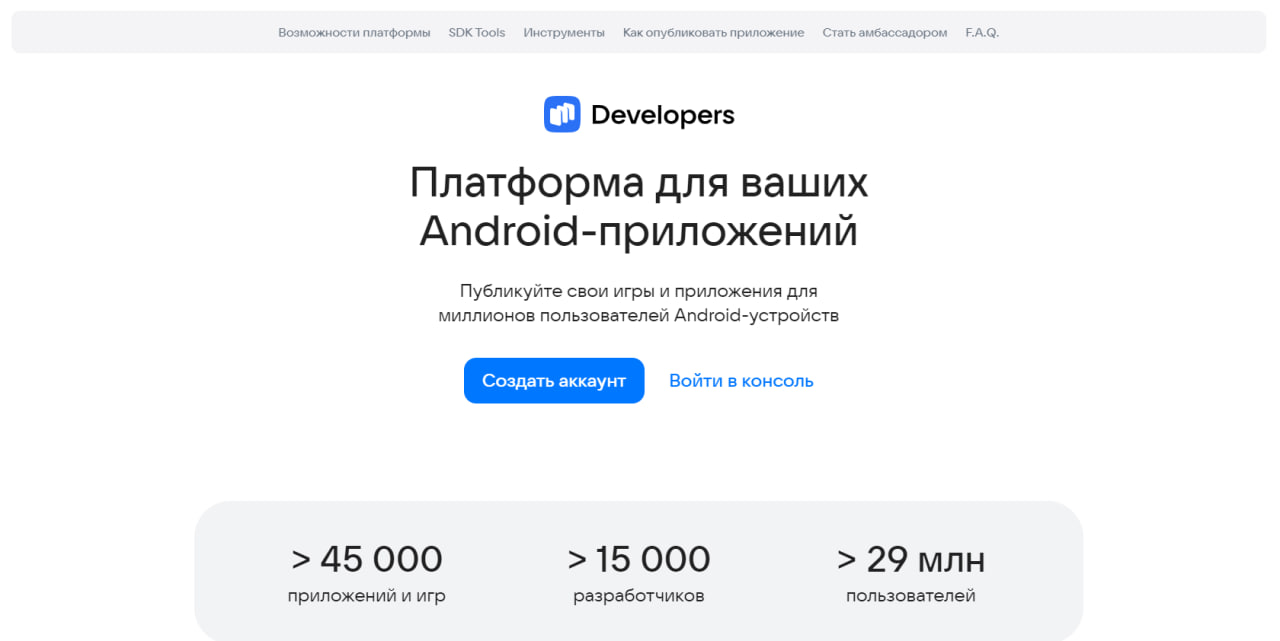 Возможности платформы SDK Tools Инструменты Как опубликовать приложение Стать амбассадором F.A.Q.
Developers
Платформа для ваших
Android-приложений
Публикуйте свои игры и приложения для
миллионов пользователей Android-устройств
Создать аккаунт Войти в консоль
> 45 000 > 15 000 > 29 млн
приложений и игр разработчиков пользователей